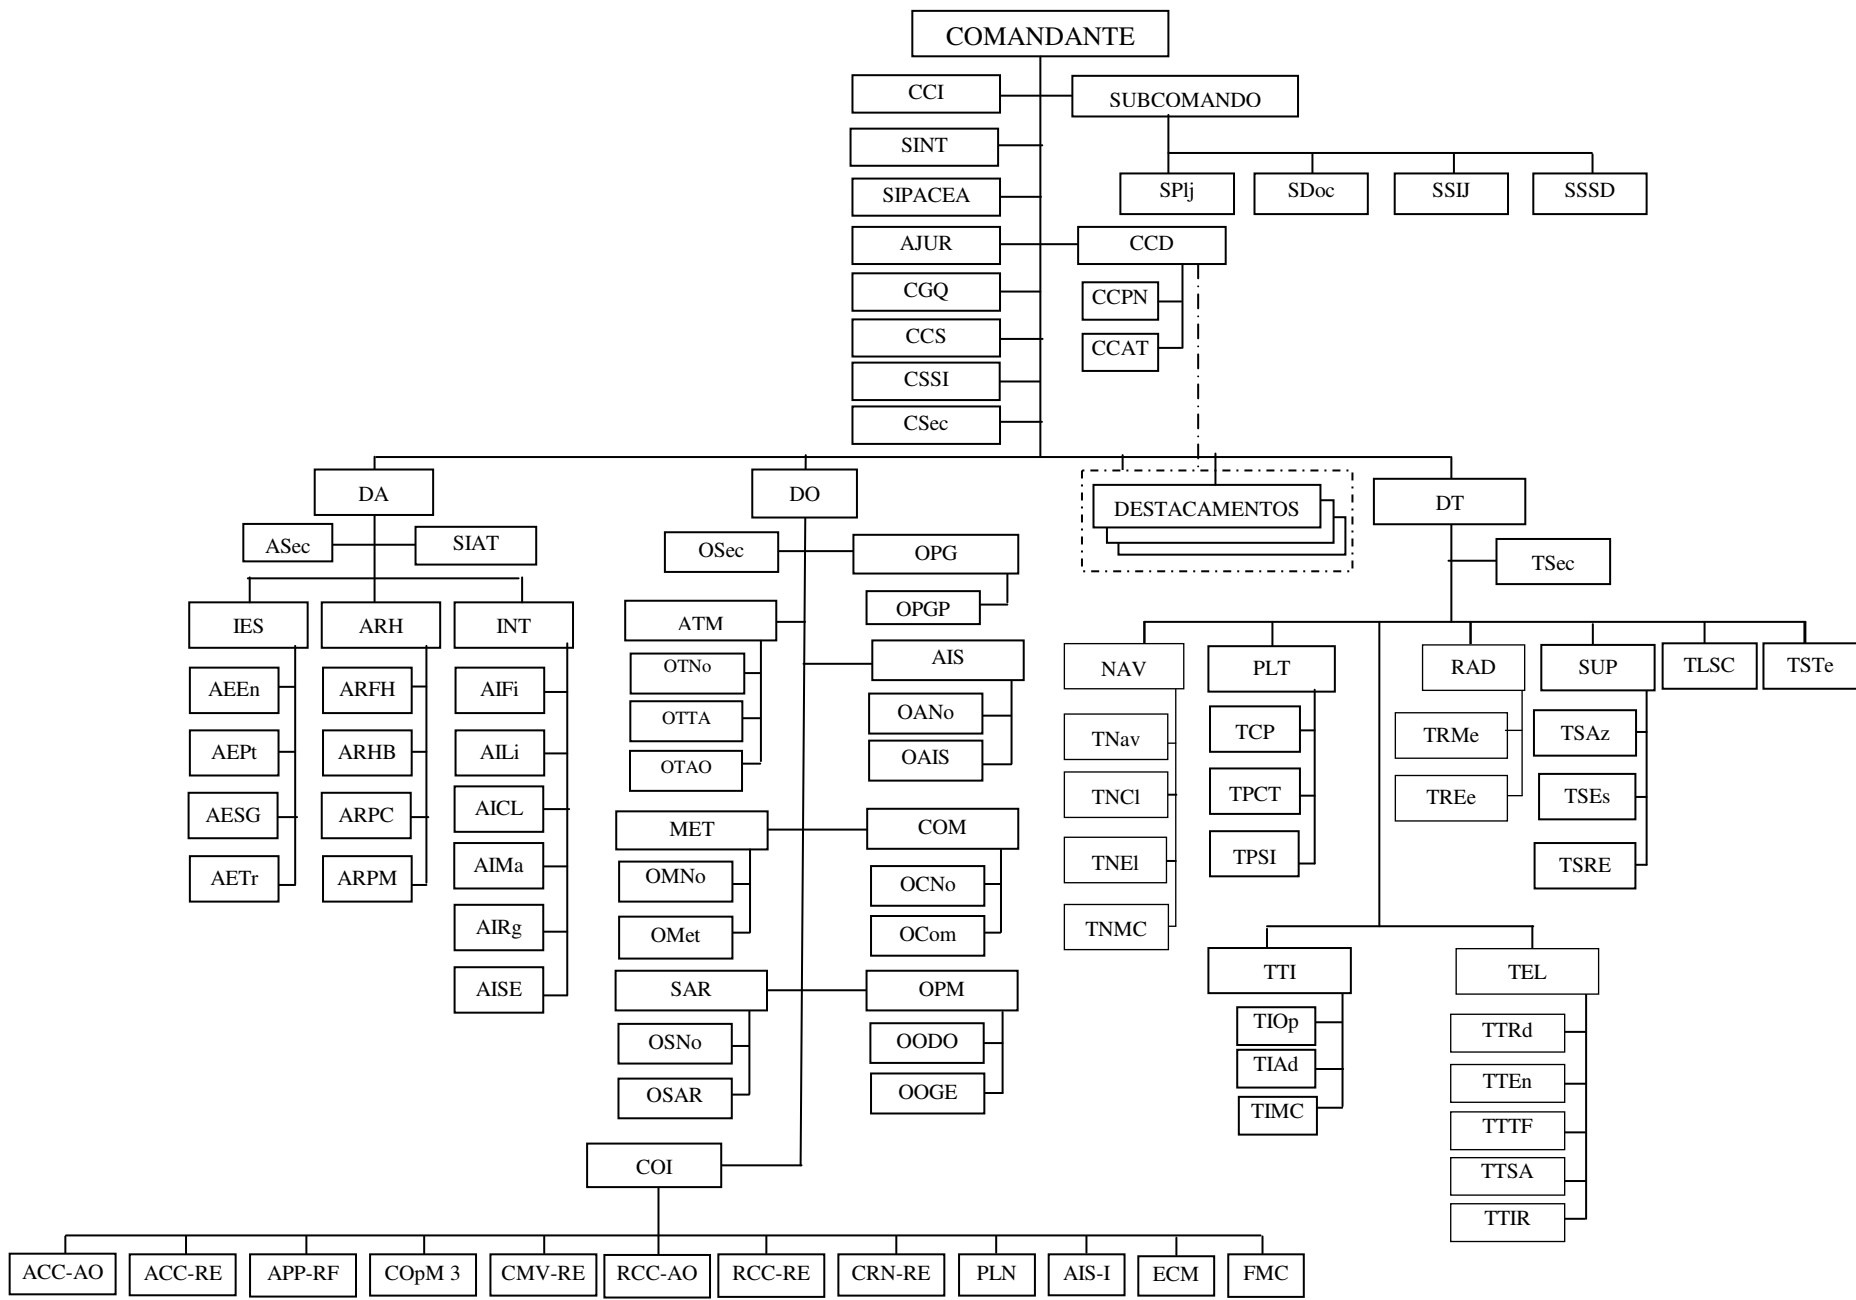 COMANDANTE
CCI
SUBCOMANDO
SINT
SPlj
SDoc
SSIJ
SSSD
SIPACEA
AJUR
CCD
CGQ
CCPN
CCS
CCAT
CSSI
CSec
DA
DO
DESTACAMENTOS
DT
ASec
SIAT
OSec
OPG
TSec
OPGP
IES
ARH
INT
ATM
AIS
NAV
PLT
RAD
SUP
TLSC
TSTe
AEEn
ARFH
AIFi
OTNo
OANo
TNav
TCP
TRMe
TSAz
AEPt
ARHB
AILi
OTTA
OAIS
OTAO
TNCl
TPCT
TREe
TSEs
AESG
ARPC
AICL
MET
COM
TNEl
TPSI
TSRE
AETr
ARPM
AIMa
OMNo
OCNo
TNMC
AIRg
OMet
OCom
AISE
SAR
OPM
TTI
TEL
OSNo
OODO
TIOp
TTRd
OSAR
OOGE
TIAd
TTEn
TIMC
TTTF
COI
TTSA
TTIR
ACC-AO
ACC-RE
APP-RF
COpM 3
CMV-RE
RCC-AO
RCC-RE
CRN-RE
PLN
AIS-I
ECM
FMC